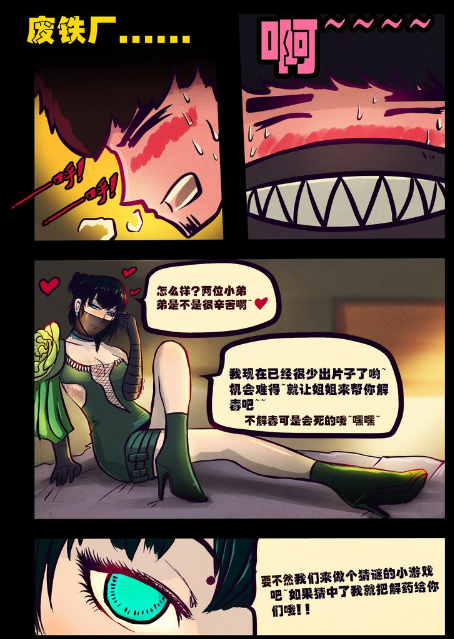 废铁厂......
啊~~~~
呼!
呼!
怎么样？两位小弟
弟是不是很辛苦啊~
我现在已经很少出片子了哟~
机会难得~就让姐姐来帮你解
毒吧~~
不解毒可是会死的哦~嘿嘿~
要不然我们来做个猜谜的小游戏
吧~如果猜中了我就把解药给你
们哦!!